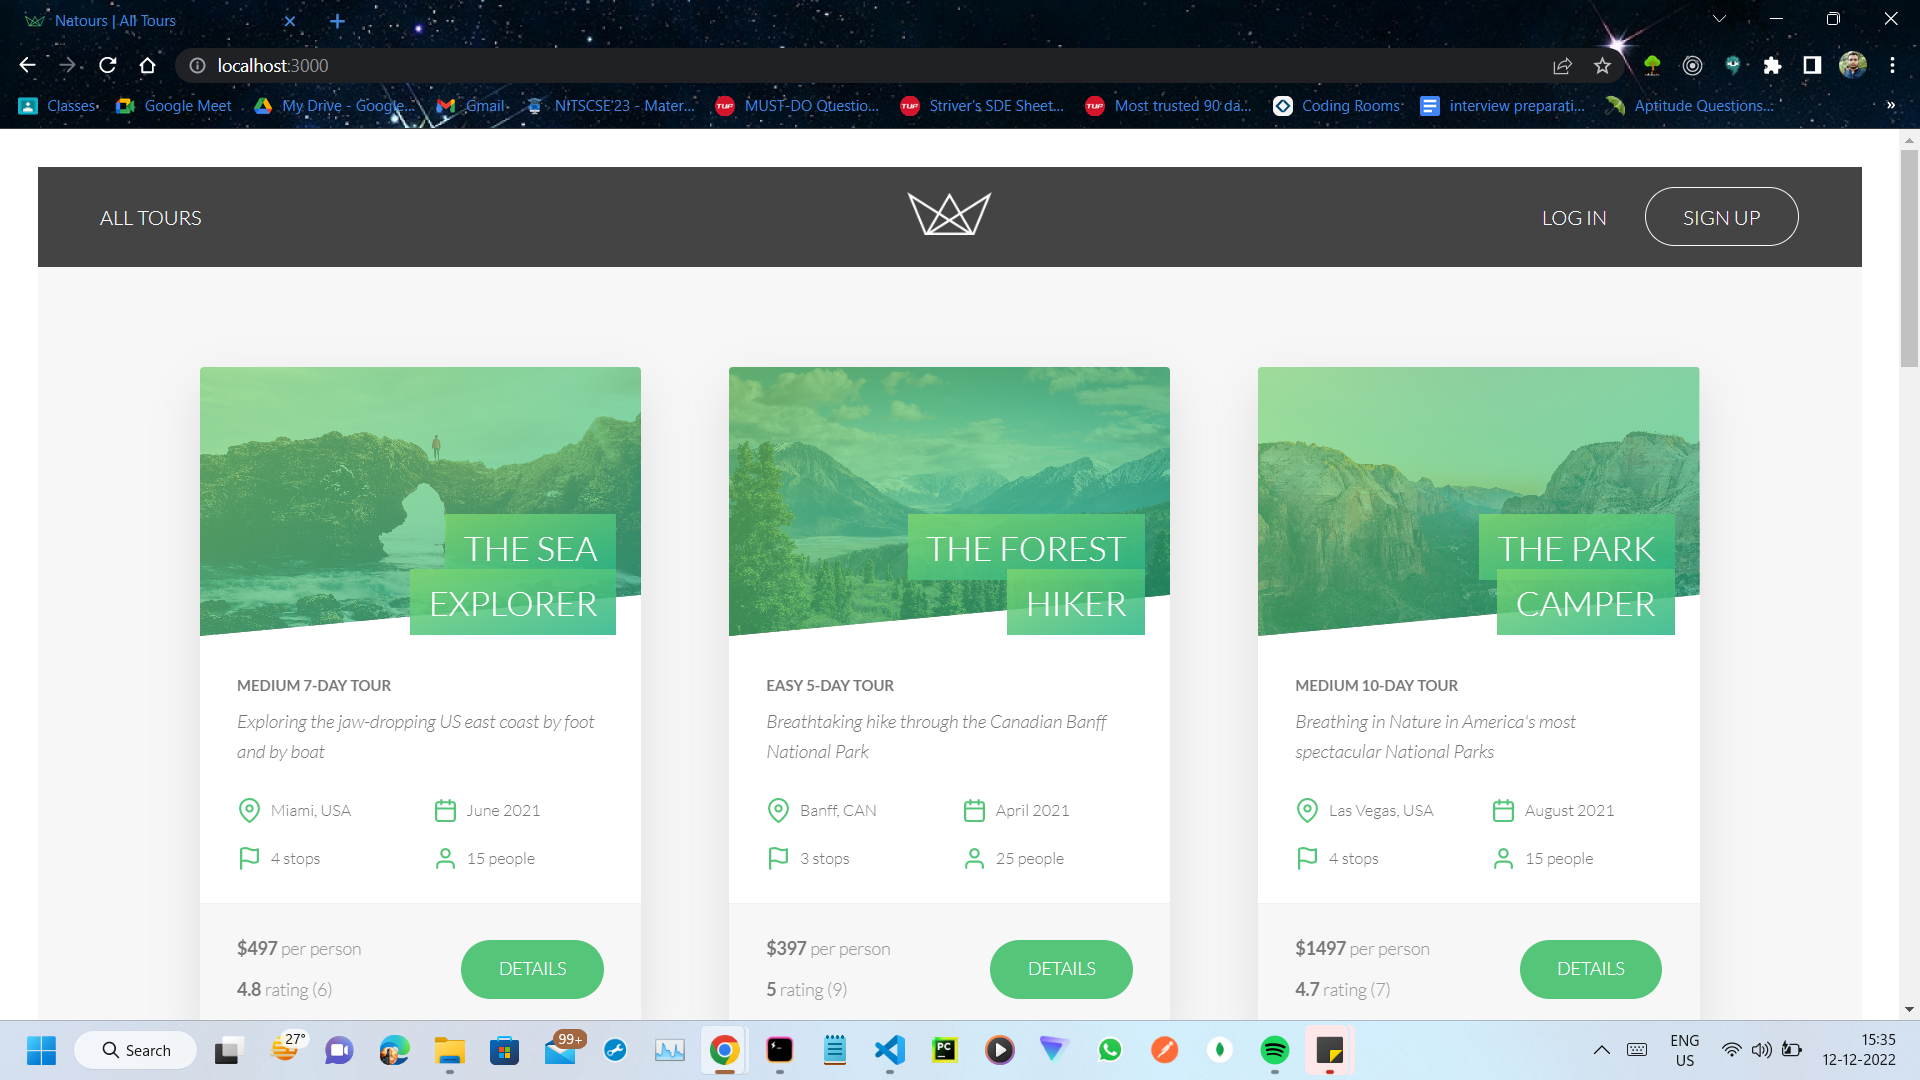 Natours | All Tours
localhost:3000
Classes
Google Meet
My Drive - Google...
Gmail
NITSCSE'23 - Mater...
MUST-DO Questio...
Striver's SDE Sheet...
Most trusted 90 da...
Coding Rooms
interview preparati...
Aptitude Questions...
»
ALL TOURS
LOG IN
SIGN UP
THE SEA
EXPLORER
MEDIUM 7-DAY TOUR
Exploring the jaw-dropping US east coast by foot
and by boat
Miami, USA
June 2021
4 stops
15 people
$497 per person
4.8 rating (6)
DETAILS
THE FOREST
HIKER
EASY 5-DAY TOUR
Breathtaking hike through the Canadian Banff
National Park
Banff, CAN
April 2021
3 stops
25 people
$397 per person
5 rating (9)
DETAILS
THE PARK
CAMPER
MEDIUM 10-DAY TOUR
Breathing in Nature in America's most
spectacular National Parks
Las Vegas, USA
August 2021
4 stops
15 people
$1497 per person
4.7 rating (7)
DETAILS
Search
27°
99+
PC
ENG
US
15:35
12-12-2022